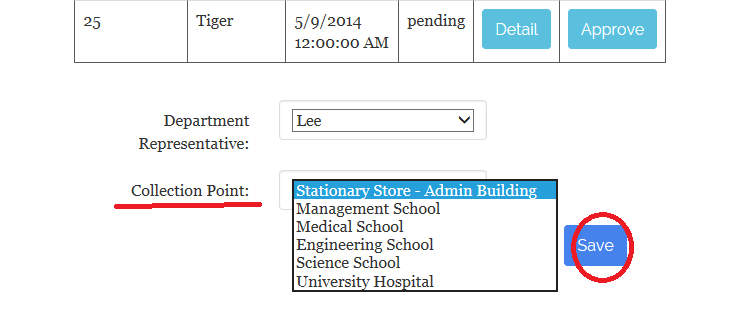 25 Tiger 5/9/2014 pending Detail Approve
12:00:00 AM
Department Lee
Representative:
Collection Point: Stationary Store - Admin Building
Management School
Medical School
Engineering School
Save
Science School
University Hospital